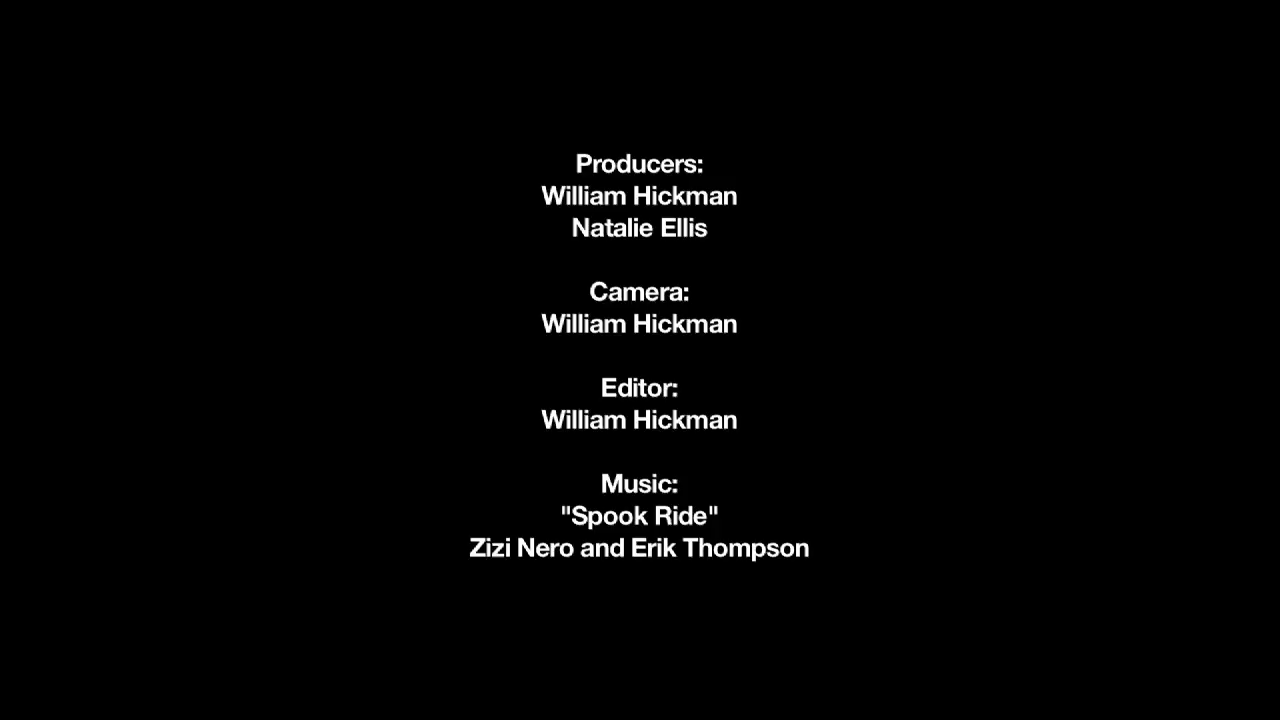 Producers:
William Hickman
Natalie Ellis
Camera:
William Hickman
Editor:
William Hickman
Music:
"Spook Ride"
Zizi Nero and Erik Thompson